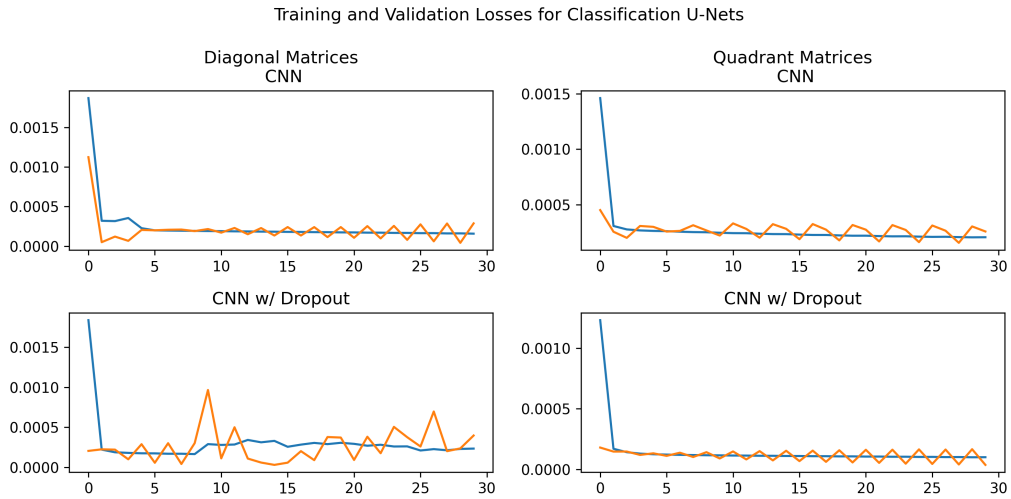 Training and Validation Losses for Classification U-Nets
Diagonal Matrices
CNN
0.0015
0.0010
0.0005
0.0000
0 5 10 15 20 25 30
Quadrant Matrices
CNN
0.0015
0.0010
0.0005
0 5 10 15 20 25 30
CNN w/ Dropout
0.0015
0.0010
0.0005
0.0000
0 5 10 15 20 25 30
CNN w/ Dropout
0.0010
0.0005
0.0000
0 5 10 15 20 25 30